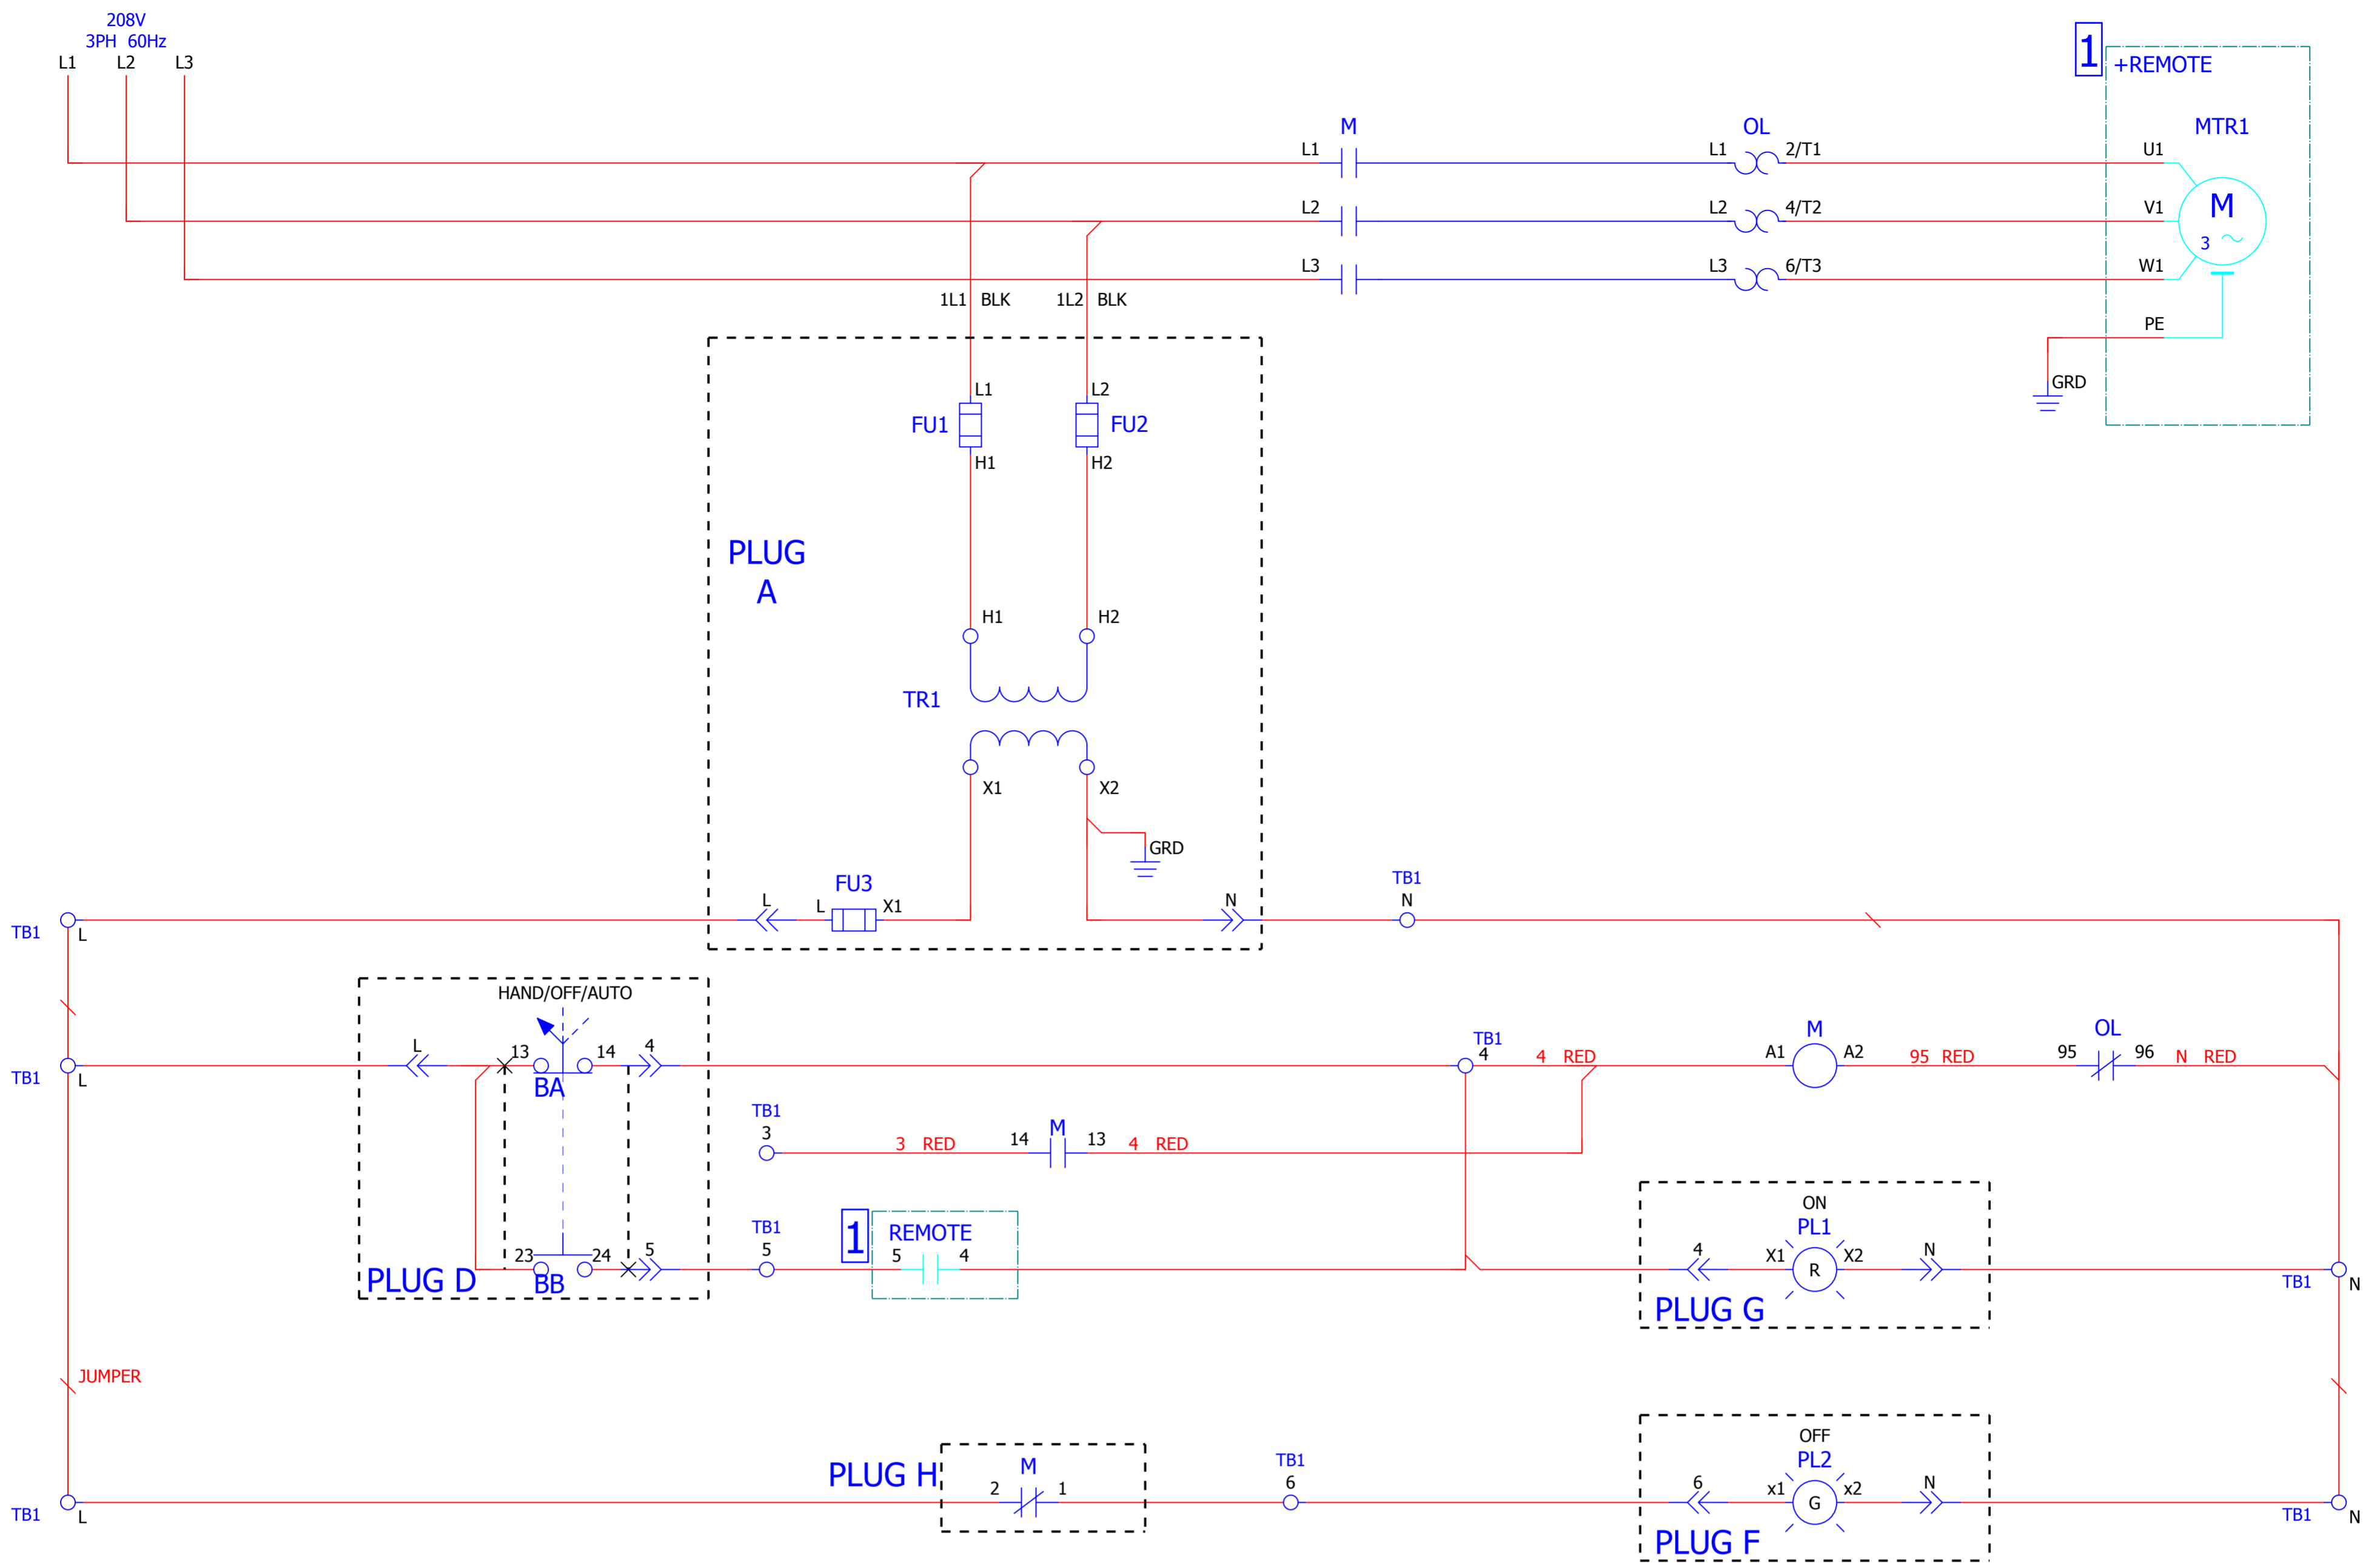 208V
3PH 60Hz
L1 L2 L3
1 +REMOTE
M OL MTR1
L1 L1 2/T1 U1
L2 L2 4/T2 V1
M
3
L3 L3 6/T3 W1
1L1 BLK 1L2 BLK
PE
GRD
L1 L2
FU1 FU2
H1 H2
PLUG
A
H1 H2
TR1
X1 X2
GRD
FU3
L L X1 N
TB1
N
TB1 L
HAND/OFF/AUTO
L 13 14 4
BA
TB1
4
4 RED
M
A1 A2
95 RED
OL
95 96
N RED
TB1 L
TB1
3
3 RED
M
14 13
4 RED
ON
PL1
4 X1 R X2 N
PLUG G
TB1 N
23 24 5
BB
PLUG D
TB1
5
1 REMOTE
5 4
JUMPER
OFF
PL2
6 x1 G x2 N
PLUG F
PLUG H
M
2 1
TB1
6
TB1 L
TB1 N